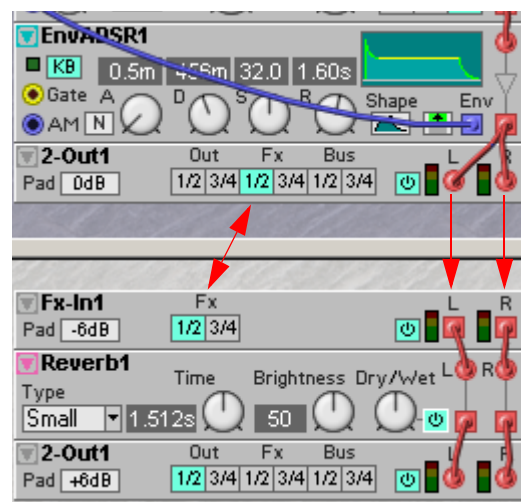 EnvADSR1
KB 0.5m 456m 32.0 1.60s
Gate A D S R Shape Env
AM N
2-Out1 Out Fx Bus L R
Pad 0dB 1/2 3/4 1/2 3/4 1/2 3/4
Fx-In1 Fx L R
Pad -6dB 1/2 3/4
Reverb1 Time Brightness Dry/Wet L R
Type
Small 1.512s 50
2-Out1 Out Fx Bus L R
Pad +6dB 1/2 3/4 1/2 3/4 1/2 3/4